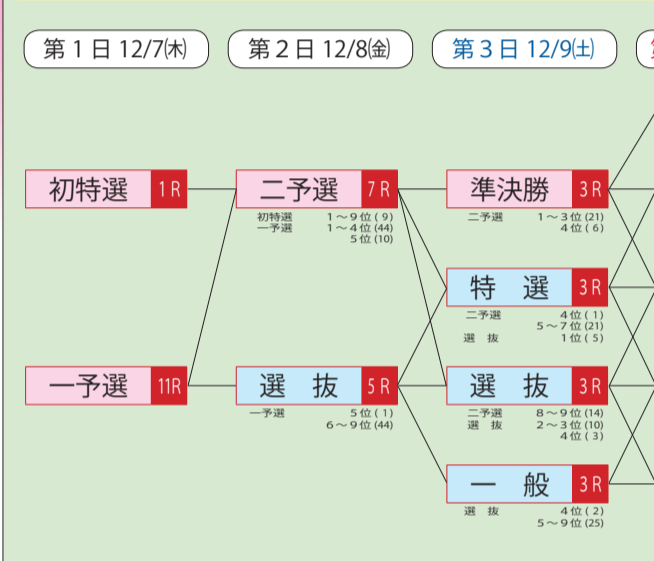 第1日 12/7㈭
第2日 12/8㈮
第3日 12/9㈯
初特選 1R
二予選 7R
初特選 1〜9位(9)
一予選 1〜4位(44)
5位(10)
準決勝 3R
二予選 1〜3位(21)
4位(6)
特 選 3R
二予選 4位(1)
5〜7位(21)
選 抜 1位(5)
一予選 11R
選 抜 5R
一予選 5位(1)
6〜9位(44)
選 抜 3R
二予選 8〜9位(14)
選 抜 2〜3位(10)
4位(3)
一 般 3R
選 抜 4位(2)
5〜9位(25)